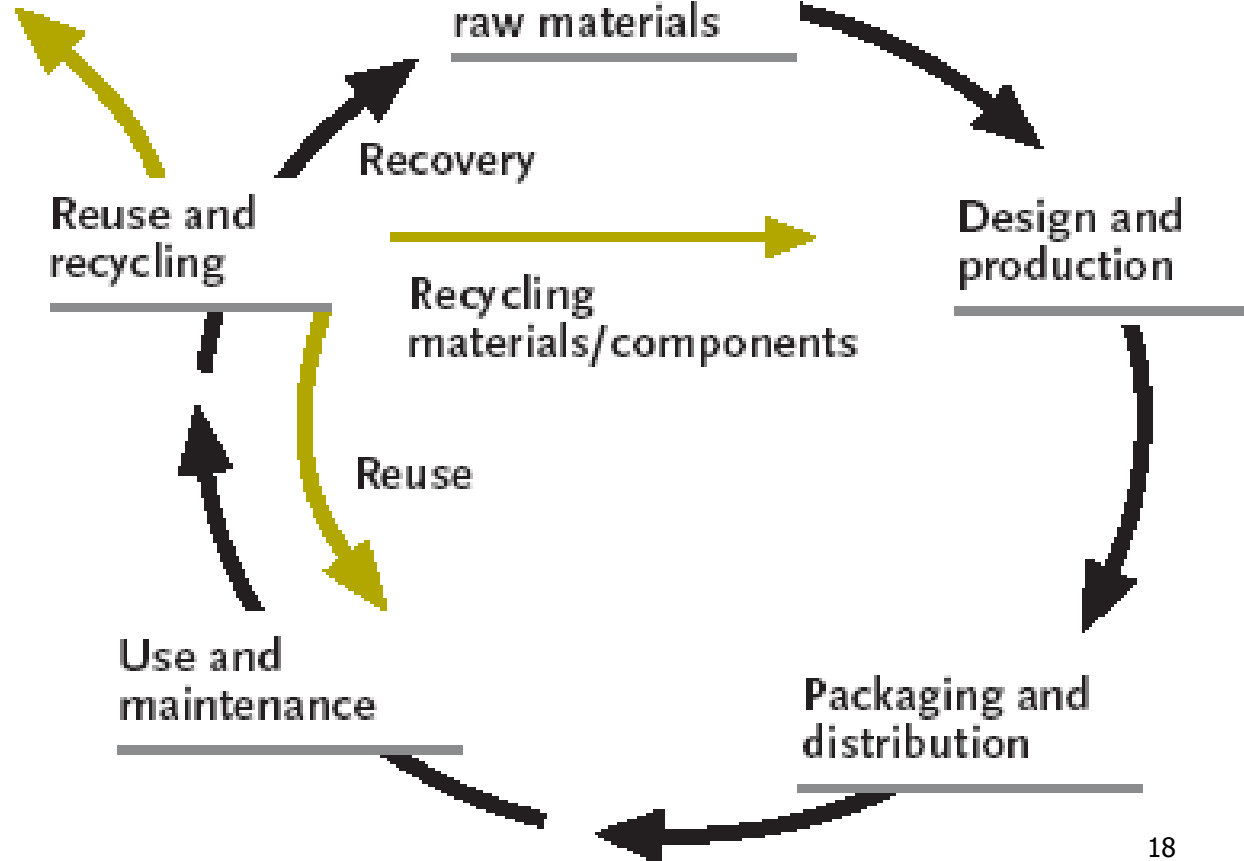 raw materials
Recovery
Reuse and
recycling
Design and
production
Recycling
materials/components
Reuse
Use and
maintenance
Packaging and
distribution
18